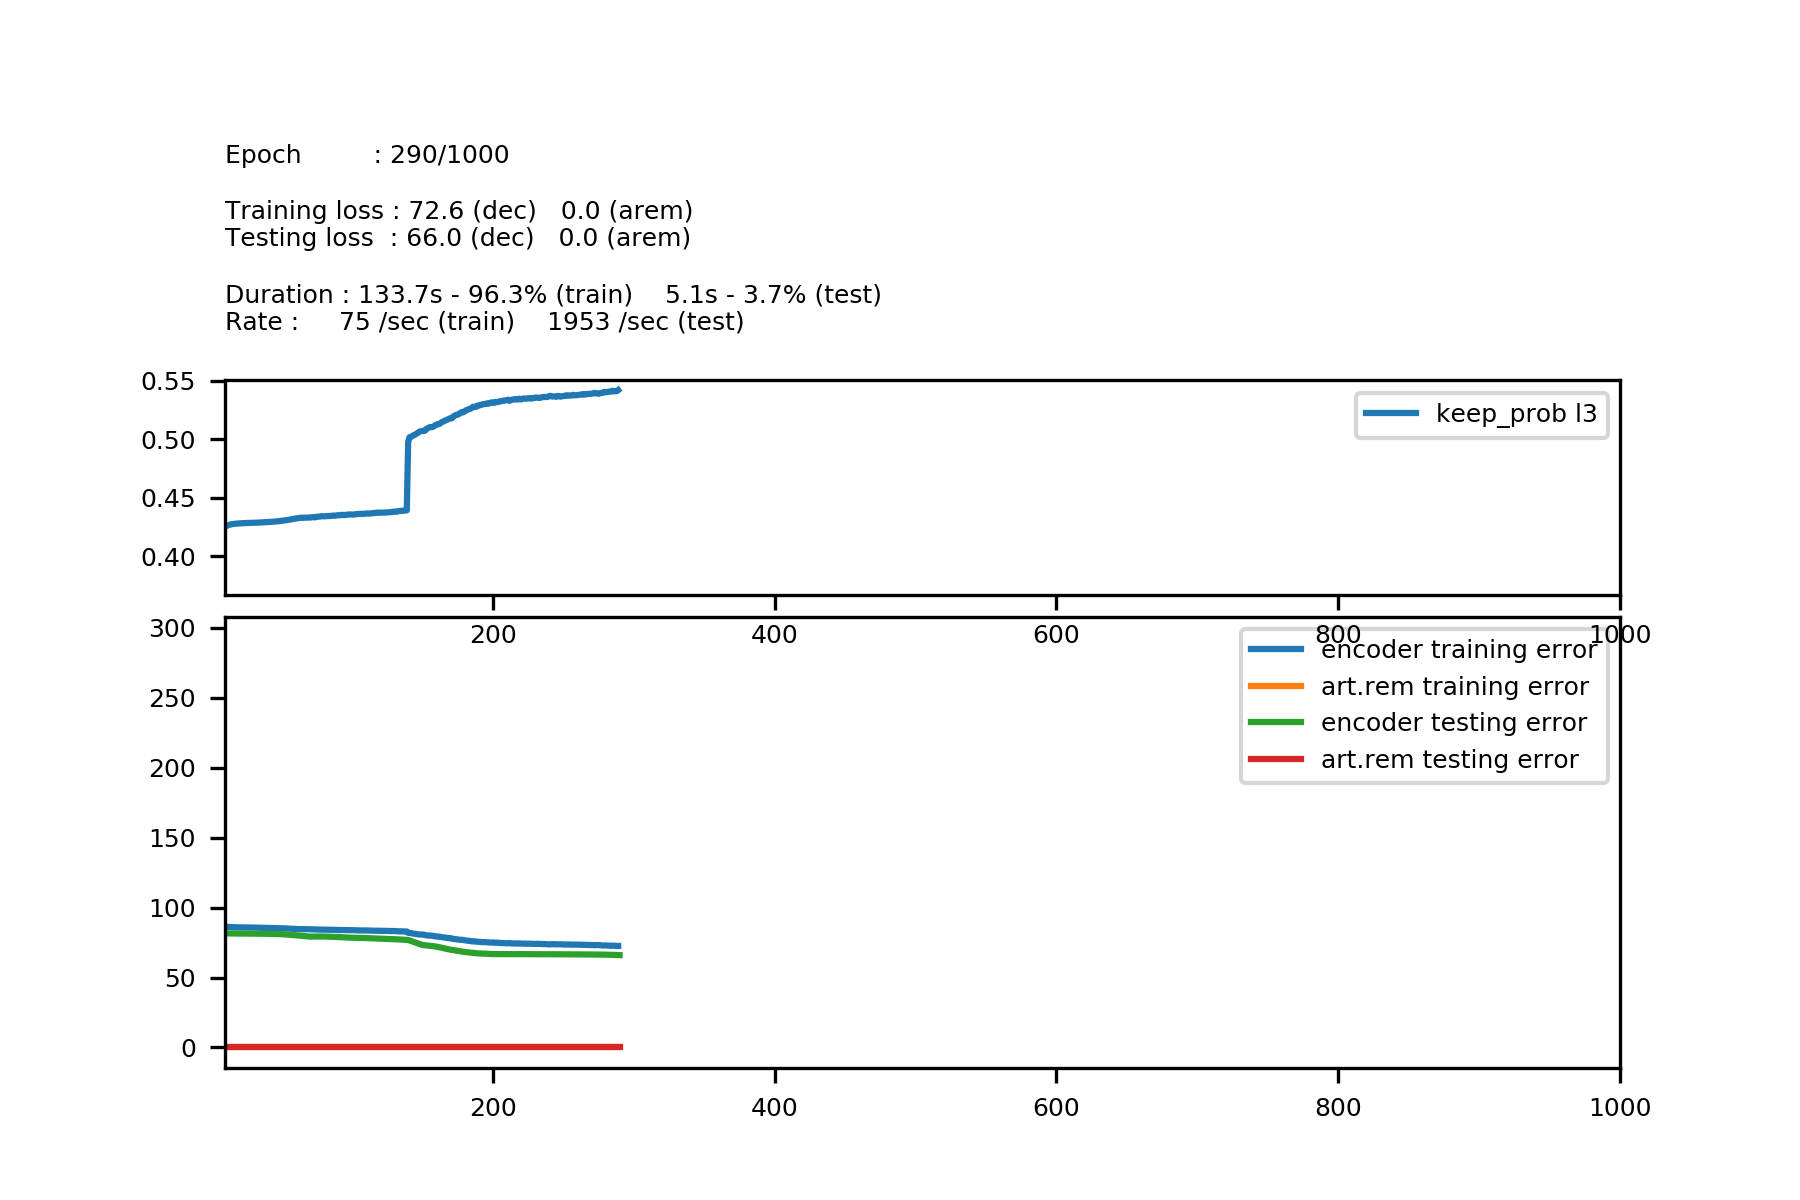 Epoch : 290/1000
Training loss : 72.6 (dec) 0.0 (arem)
Testing loss : 66.0 (dec) 0.0 (arem)
Duration : 133.7s - 96.3% (train) 5.1s - 3.7% (test)
Rate : 75 /sec (train) 1953 /sec (test)
0.55
0.50
0.45
0.40
keep_prob l3
200 400 600 800 1000
300
250
200
150
100
50
0
encoder training error
art.rem training error
encoder testing error
art.rem testing error
200 400 600 800 1000